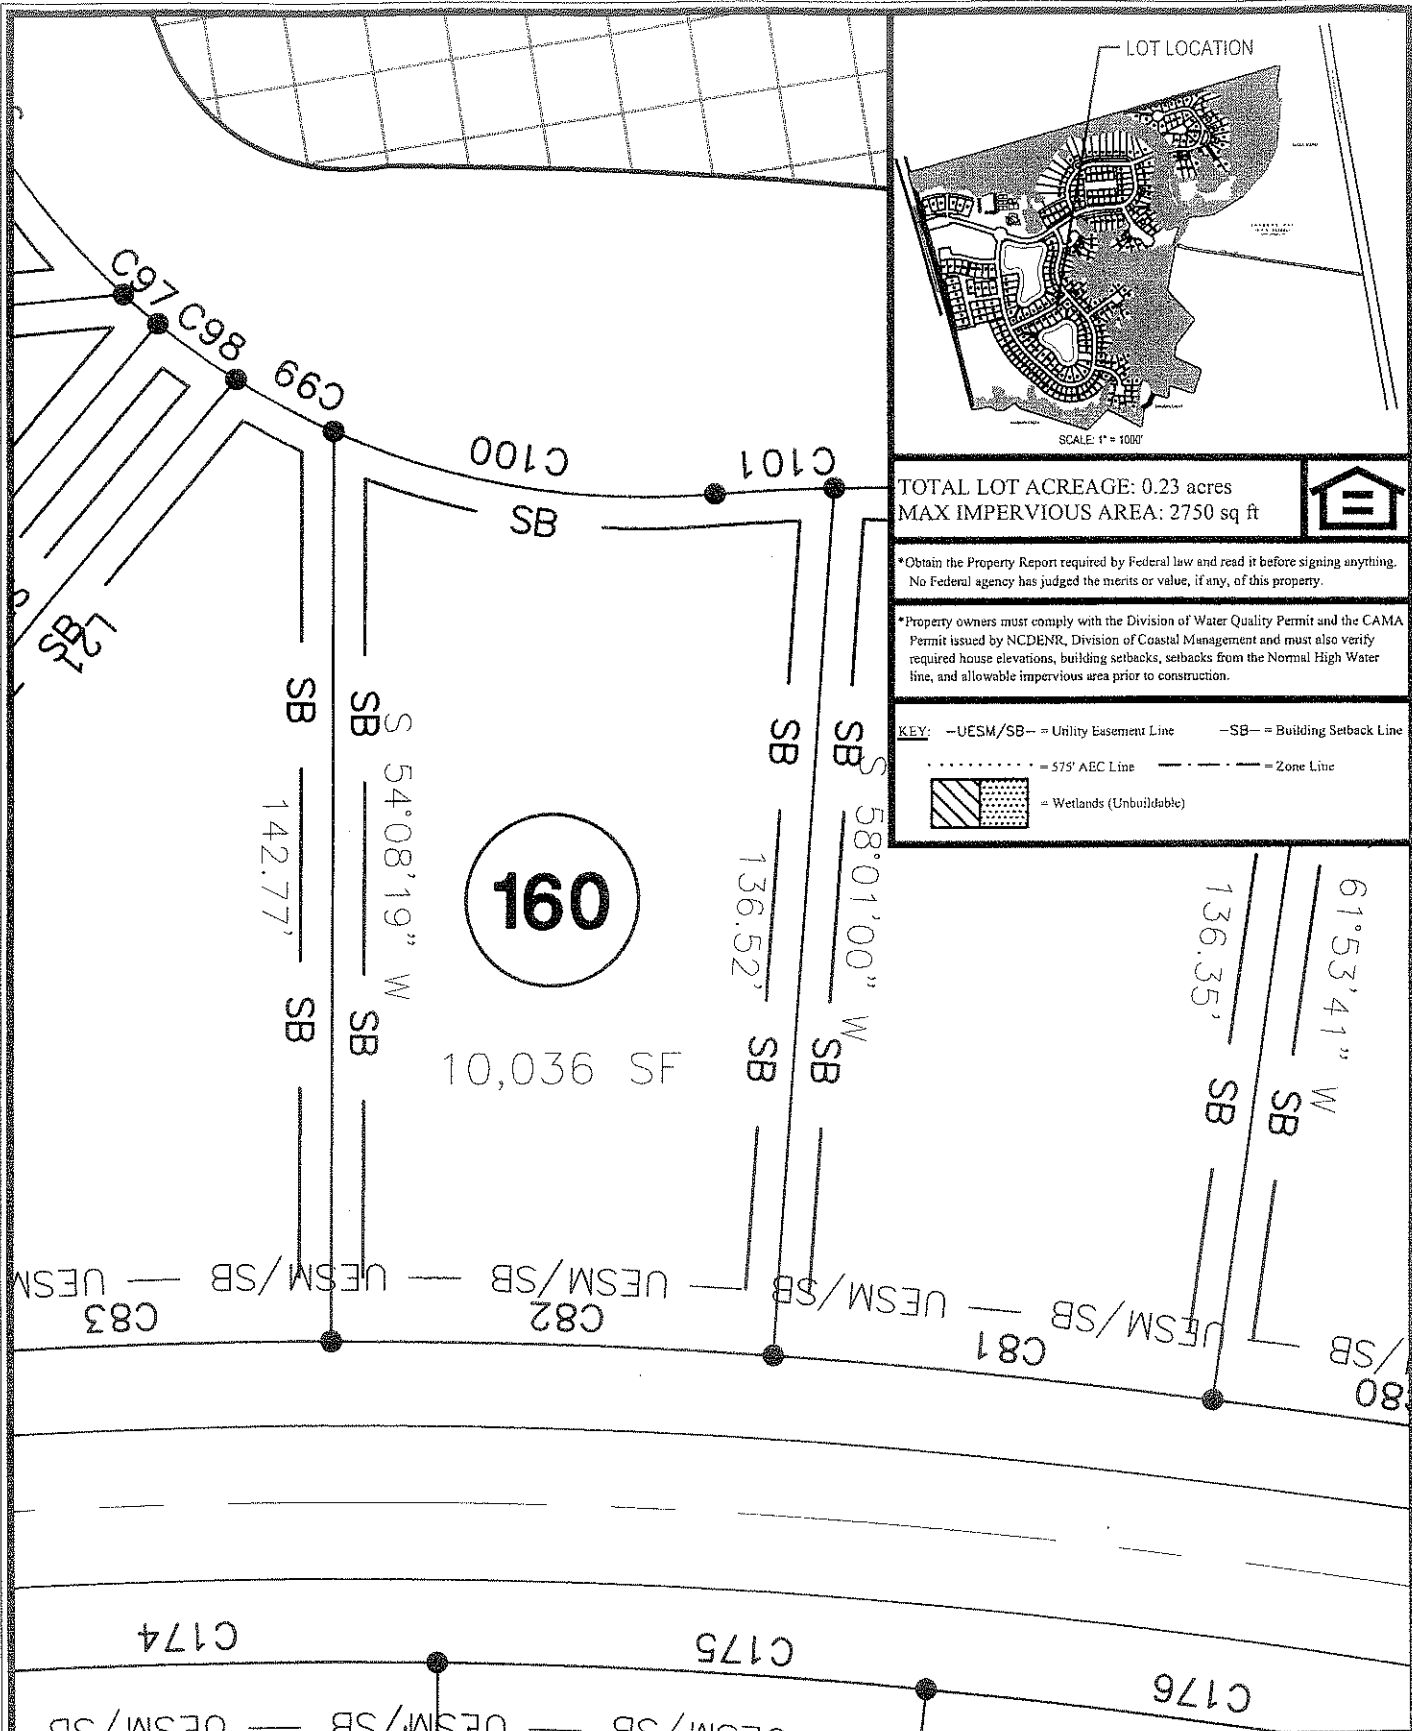 LOT LOCATION
SCALE: 1" = 1000'
TOTAL LOT ACREAGE: 0.23 acres
MAX IMPERVIOUS AREA: 2750 sq ft
*Obtain the Property Report required by Federal law and read it before signing anything.
No Federal agency has judged the merits or value, if any, of this property.
*Property owners must comply with the Division of Water Quality Permit and the CAMA
Permit issued by NCDENR, Division of Coastal Management and must also verify
required house elevations, building setbacks, setbacks from the Normal High Water
line, and allowable impervious area prior to construction.
KEY: -UESM/SB- = Utility Easement Line
-SB- = Building Setback Line
= 575' AEC Line
= Zone Line
= Wetlands (Unbuildable)
C97
C98
C99
C100
C101
SB
SB
L21
SB
SB
SB
SB
S 54°08'19" W
142.77'
SB
SB
SB
SB
S 58°01'00" W
136.52'
160
10,036 SF
136.35'
61°53'41" W
SB
SB
UESM
UESM/SB
UESM/SB
UESM/SB
UESM/SB
/SB
C83
C82
C81
80
C174
C175
C176
UESM/SB
UESM/SB
UESM/SB